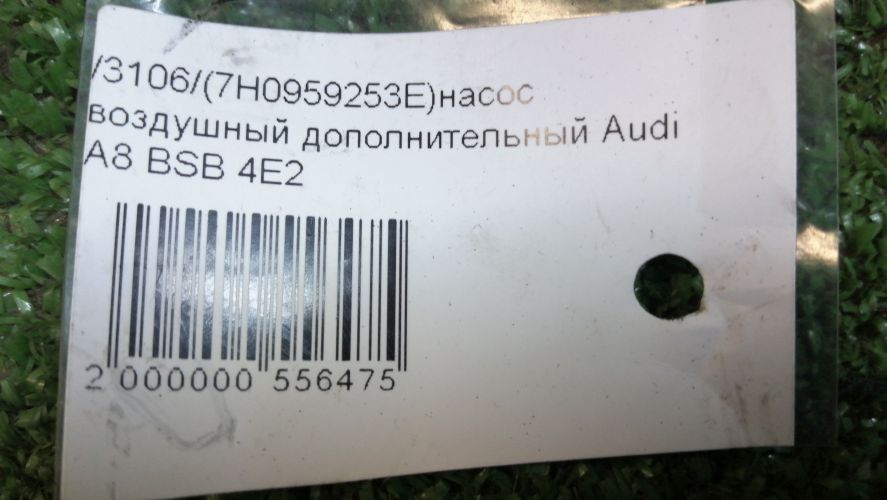 /3106/(7H0959253E)насос
воздушный дополнительный Audi
A8 BSB 4E2
2 000000 556475